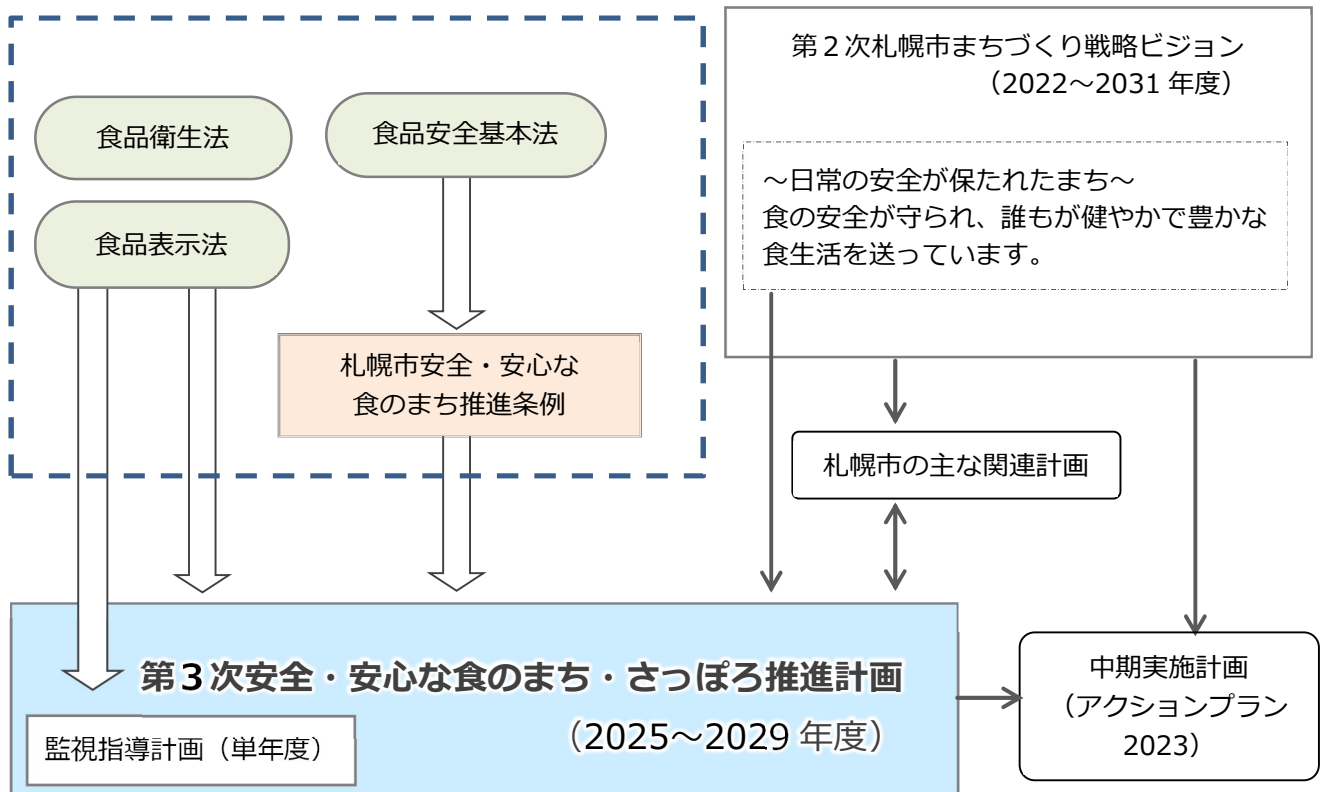 食品衛生法
食品安全基本法
食品表示法
札幌市安全・安心な
食のまち推進条例
第２次札幌市まちづくり戦略ビジョン
（2022～2031 年度）
～日常の安全が保たれたまち～
食の安全が守られ、誰もが健やかで豊かな
食生活を送っています。
札幌市の主な関連計画
第３次安全・安心な食のまち・さっぽろ推進計画
（2025～2029 年度）
監視指導計画（単年度）
中期実施計画
（アクションプラン
2023）